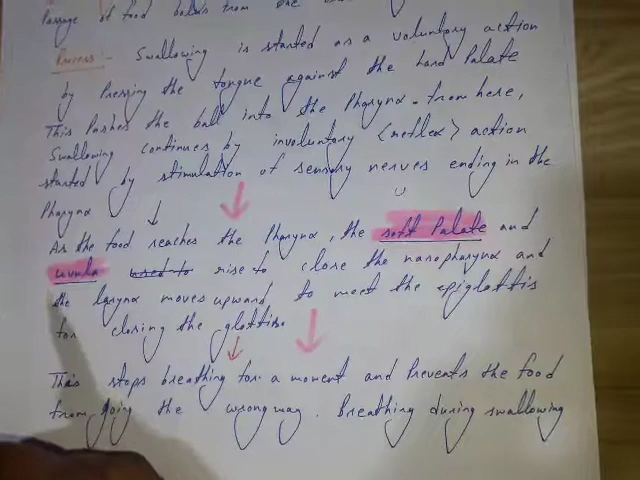 Passage of food bolus from the
Process:- Swallowing is started as a voluntary action
by Pressing the tongue against the hard Palate
This Pushes the ball into the Pharynx. from here,
Swallowing continues by involuntary (reflex) action
started by stimulation of sensory nerves ending in the
Pharynx
As the food reaches the Pharynx, the soft Palate and
uvula used to rise to close the nasopharynx and
the larynx moves upward to meet the epiglottis
for closing the glottis.
This stops breathing for a moment and Prevents the food
from going the wrong way. Breathing during swallowing